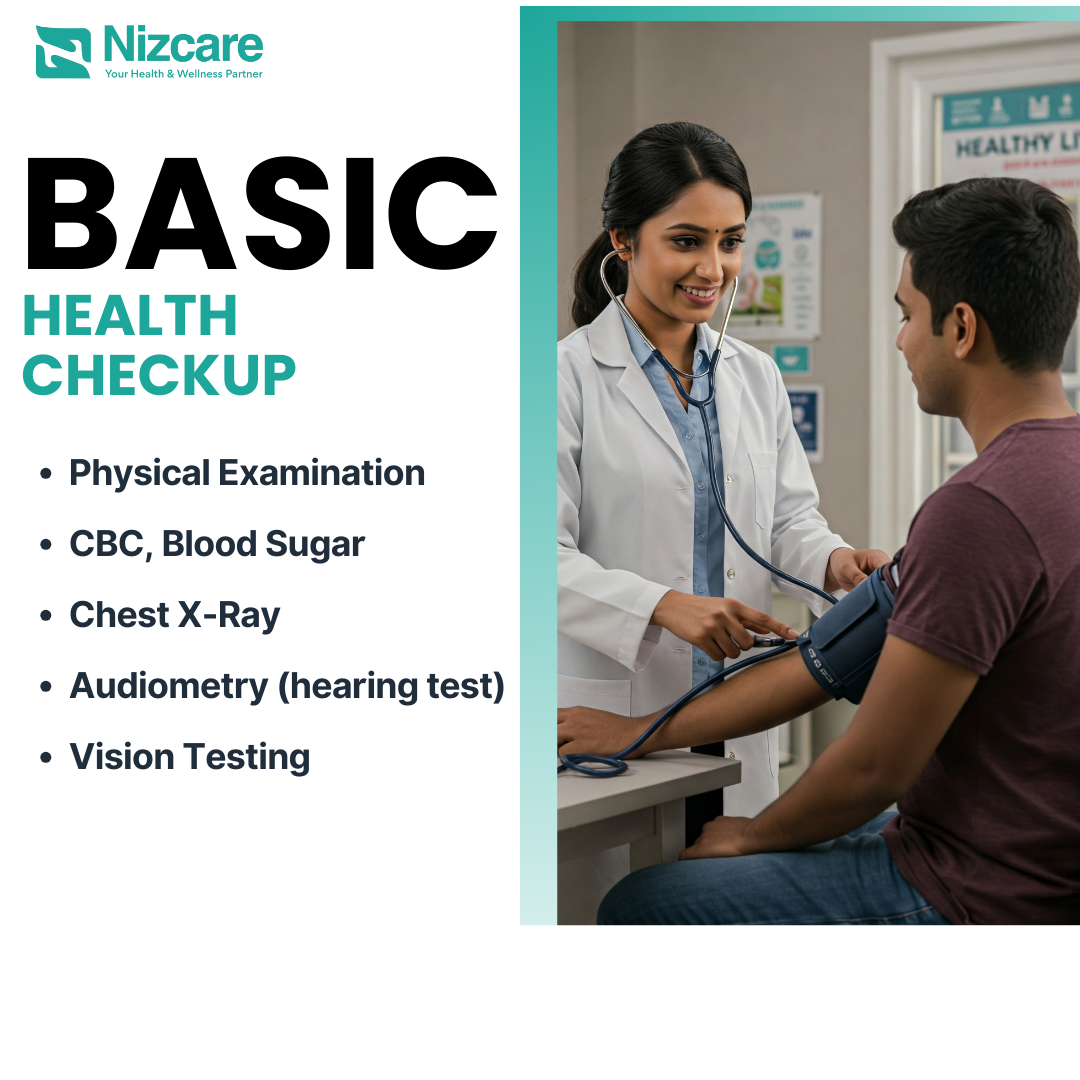 Nizcare
Your Health & Wellness Partner
BASIC
HEALTH
CHECKUP
• Physical Examination
• CBC, Blood Sugar
• Chest X-Ray
• Audiometry (hearing test)
• Vision Testing
HEALTHY LI